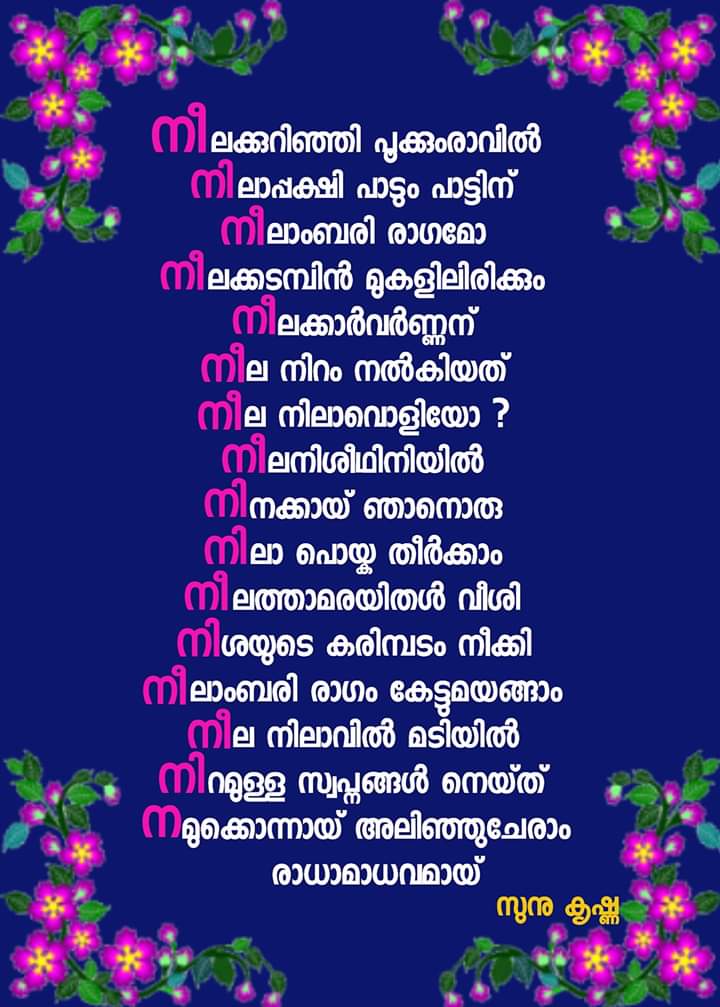 നീലക്കുറിഞ്ഞി പൂക്കുംരാവിൽ
നിലാപ്പക്ഷി പാടും പാട്ടിന്
നീലാംബരി രാഗമോ
നീലക്കടമ്പിൻ മുകളിലിരിക്കും
നീലക്കാർവർണ്ണന്
നീല നിറം നൽകിയത്
നീല നിലാവൊളിയോ ?
നീലനിശീഥിനിയിൽ
നിനക്കായ് ഞാനൊരു
നിലാ പൊയ്ക തീർക്കാം
നീലത്താമരയിതൾ വീശി
നിശയുടെ കരിമ്പടം നീക്കി
നീലാംബരി രാഗം കേട്ടുമയങ്ങാം
നീല നിലാവിൽ മടിയിൽ
നിറമുള്ള സ്വപ്നങ്ങൾ നെയ്ത്
നമുക്കൊന്നായ് അലിഞ്ഞുചേരാം
രാധാമാധവമായ്
സുനു കൃഷ്ണ